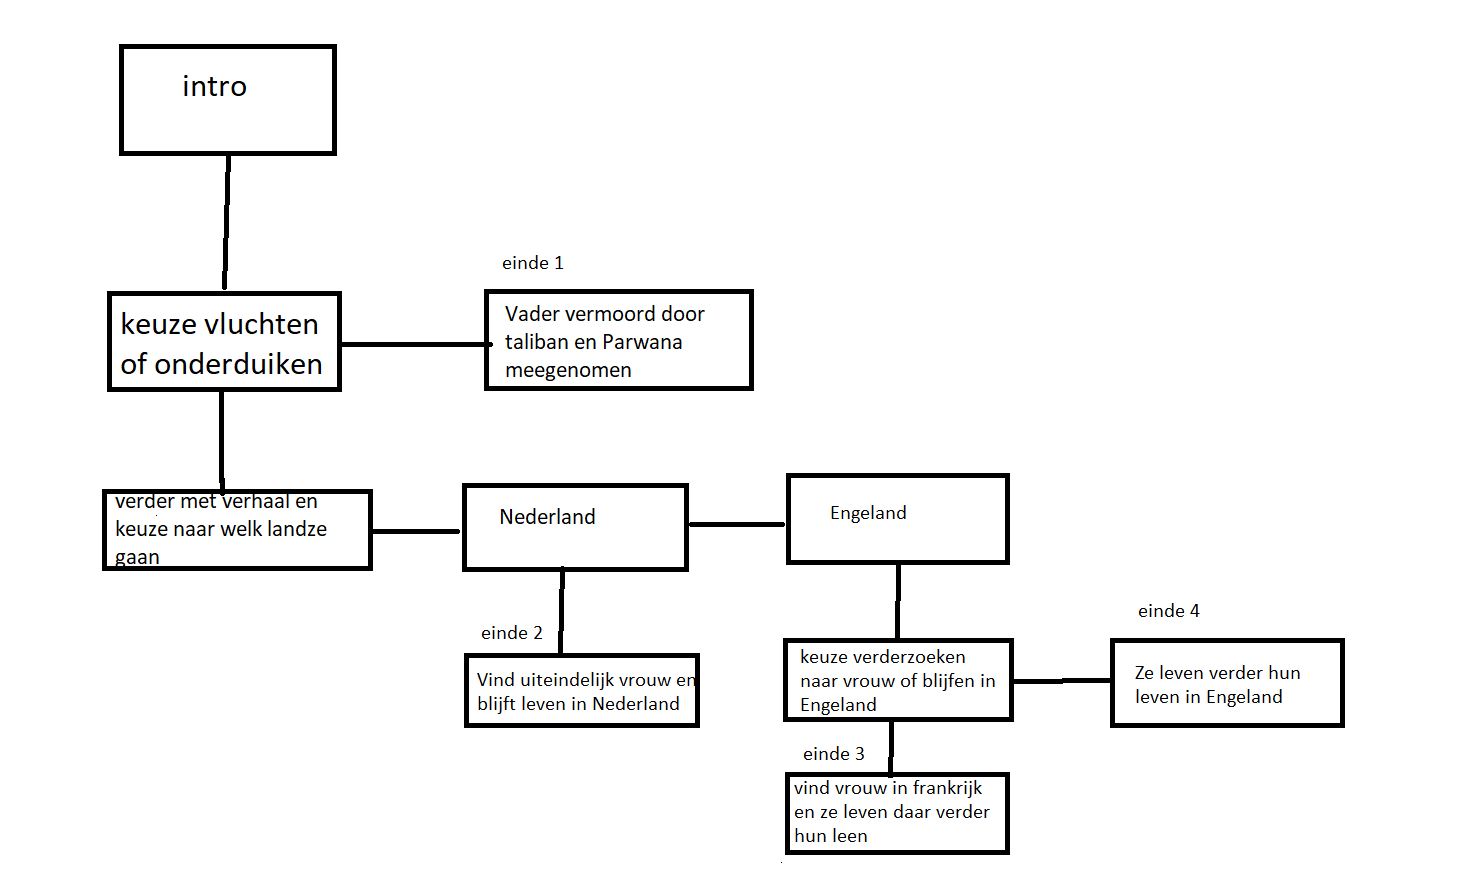 intro
einde 1
keuze vluchten
of onderduiken
Vader vermoord door
taliban en Parwana
meegenomen
verder met verhaal en
keuze naar welk landze
gaan
Nederland
Engeland
einde 2
Vind uiteindelijk vrouw en
blijft leven in Nederland
keuze verderzoeken
naar vrouw of blijfen in
Engeland
einde 4
Ze leven verder hun
leven in Engeland
einde 3
vind vrouw in frankrijk
en ze leven daar verder
hun leen